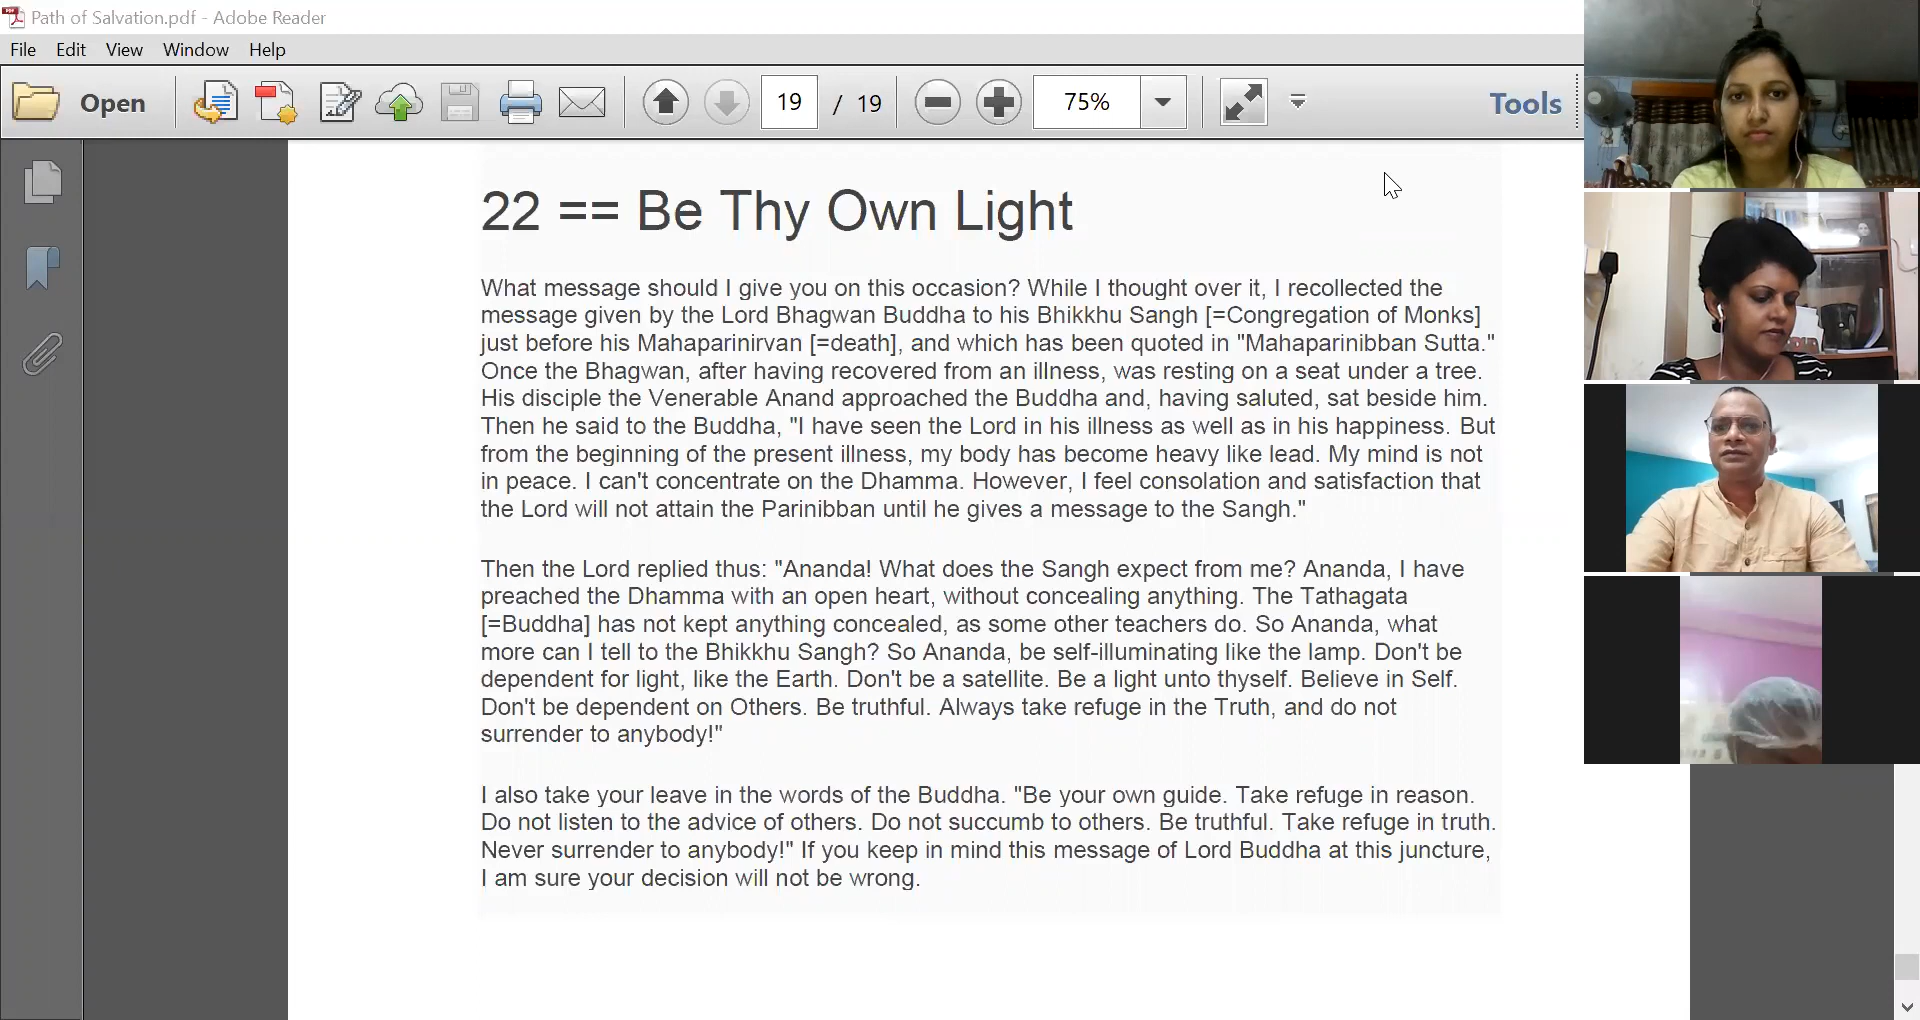 Path of Salvation.pdf - Adobe Reader
File Edit View Window Help
Open 19 / 19 75% Tools
22 == Be Thy Own Light
What message should I give you on this occasion? While I thought over it, I recollected the
message given by the Lord Bhagwan Buddha to his Bhikkhu Sangh [=Congregation of Monks]
just before his Mahaparinirvan [=death], and which has been quoted in "Mahaparinibban Sutta."
Once the Bhagwan, after having recovered from an illness, was resting on a seat under a tree.
His disciple the Venerable Anand approached the Buddha and, having saluted, sat beside him.
Then he said to the Buddha, "I have seen the Lord in his illness as well as in his happiness. But
from the beginning of the present illness, my body has become heavy like lead. My mind is not
in peace. I can't concentrate on the Dhamma. However, I feel consolation and satisfaction that
the Lord will not attain the Parinibban until he gives a message to the Sangh."
Then the Lord replied thus: "Ananda! What does the Sangh expect from me? Ananda, I have
preached the Dhamma with an open heart, without concealing anything. The Tathagata
[=Buddha] has not kept anything concealed, as some other teachers do. So Ananda, what
more can I tell to the Bhikkhu Sangh? So Ananda, be self-illuminating like the lamp. Don't be
dependent for light, like the Earth. Don't be a satellite. Be a light unto thyself. Believe in Self.
Don't be dependent on Others. Be truthful. Always take refuge in the Truth, and do not
surrender to anybody!"
I also take your leave in the words of the Buddha. "Be your own guide. Take refuge in reason.
Do not listen to the advice of others. Do not succumb to others. Be truthful. Take refuge in truth.
Never surrender to anybody!" If you keep in mind this message of Lord Buddha at this juncture,
I am sure your decision will not be wrong.